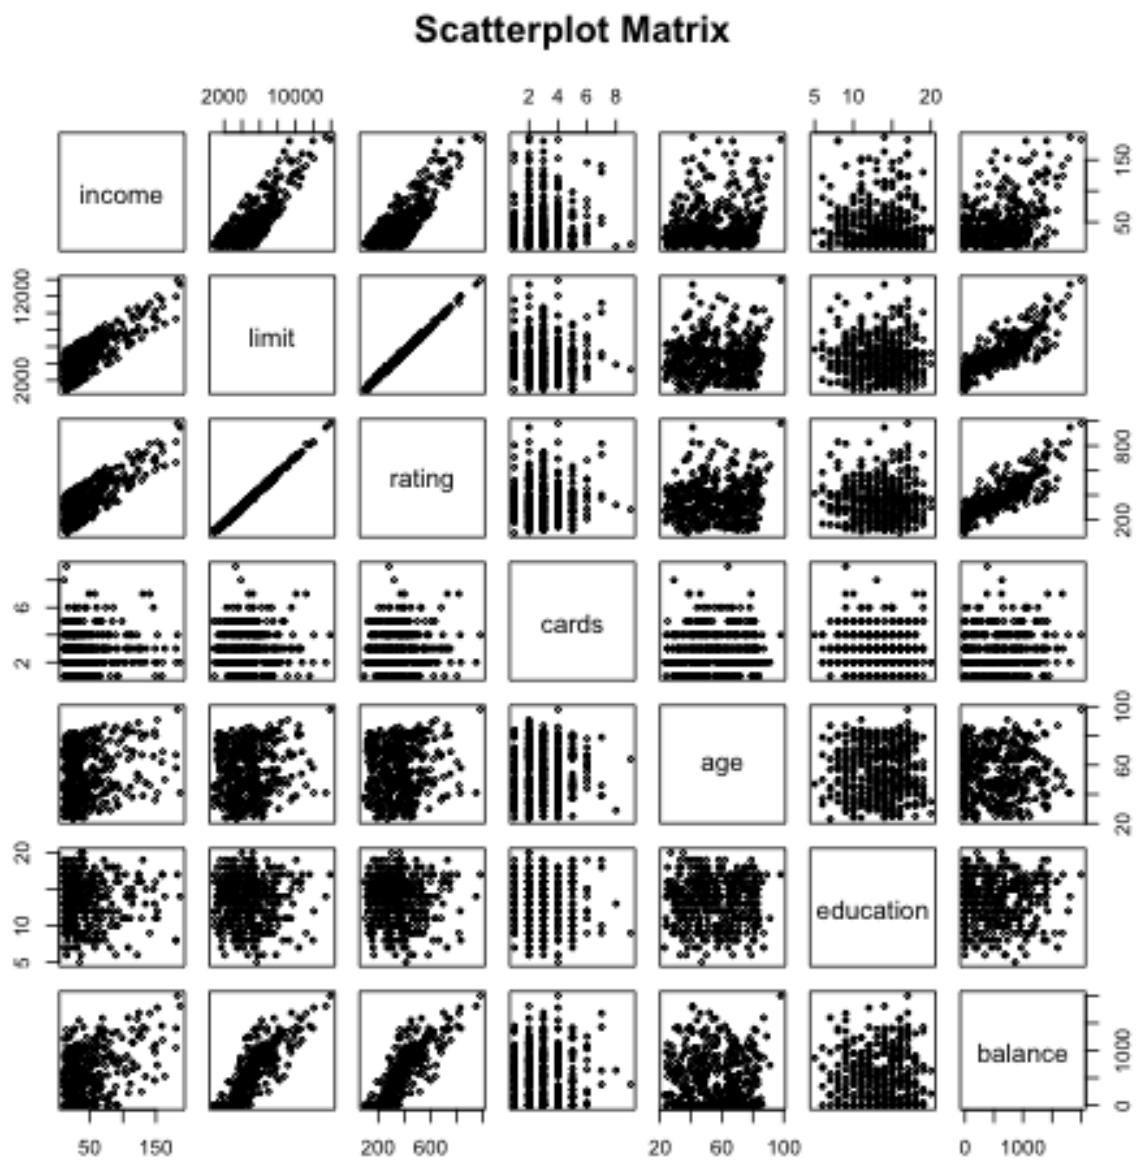 Scatterplot Matrix
2000 10000 2 4 6 8 5 10 20
income 50 150
2000 12000 limit
rating 200 800
2 6 cards
age 20 60 100
5 10 20 education
balance 0 1000
50 150 200 600 20 60 100 0 1000